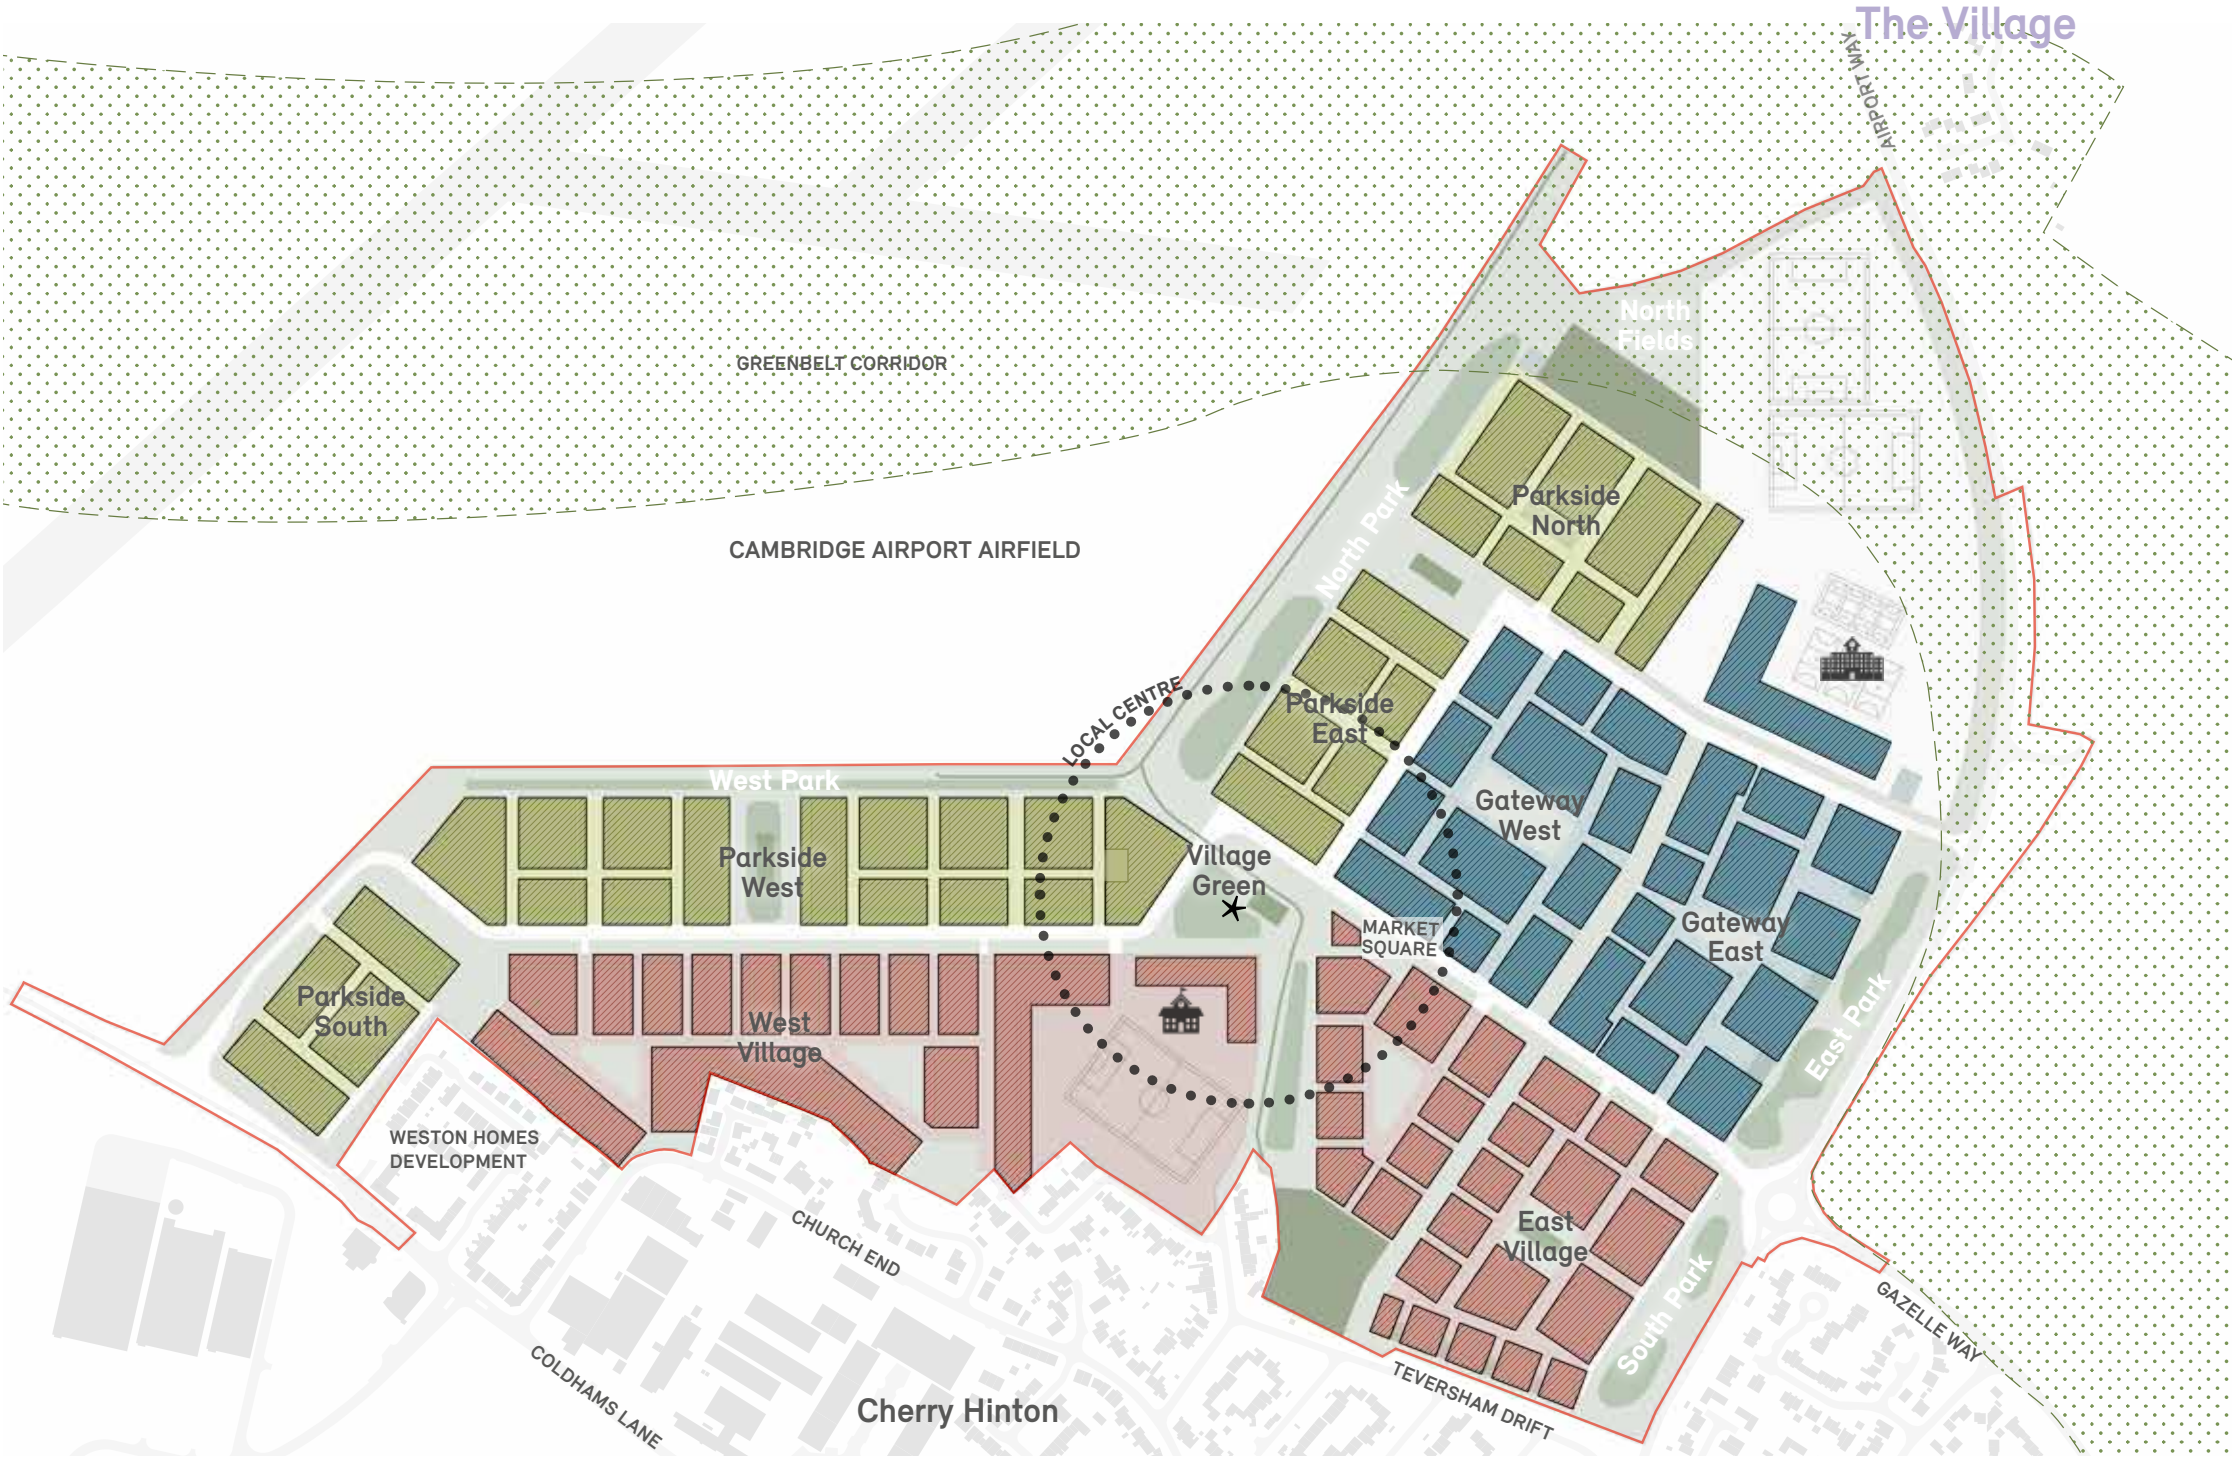 The Village
AIRPORT WAY
North
Fields
GREENBELT CORRIDOR
Parkside
North
North Park
CAMBRIDGE AIRPORT AIRFIELD
LOCAL CENTRE
Parkside
East
West Park
Gateway
West
Parkside
West
Village
Green
MARKET
SQUARE
Gateway
East
Parkside
South
West
Village
East Park
WESTON HOMES
DEVELOPMENT
CHURCH END
East
Village
South Park
GAZELLE WAY
COLDHAMS LANE
Cherry Hinton
TEVERSHAM DRIFT